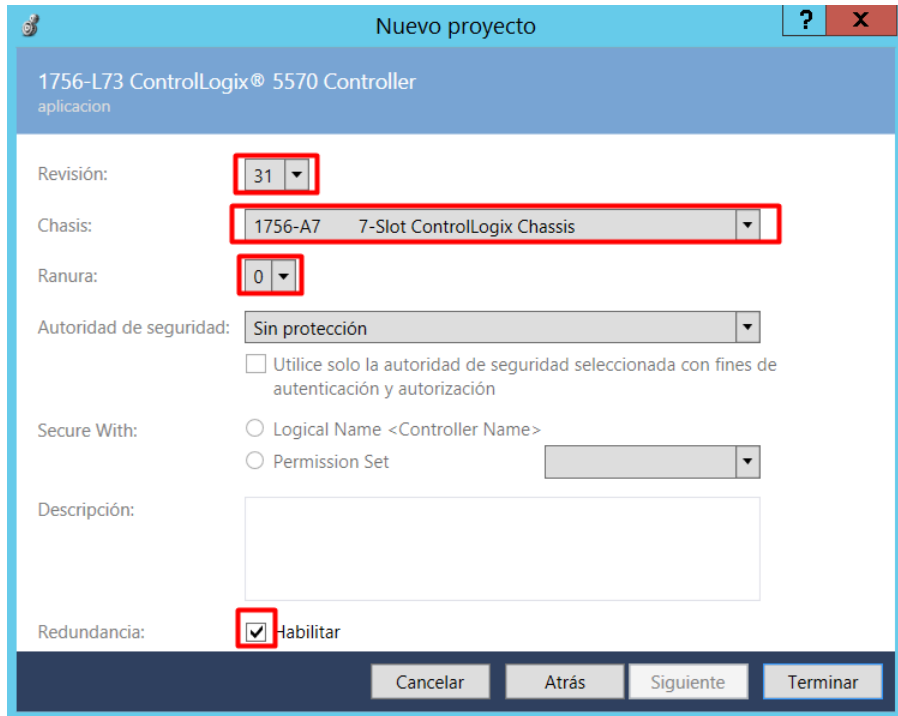 Nuevo proyecto
?
X
1756-L73 ControlLogix® 5570 Controller
aplicacion
Revisión: 31
Chasis: 1756-A7 7-Slot ControlLogix Chassis
Ranura: 0
Autoridad de seguridad: Sin protección
Utilice solo la autoridad de seguridad seleccionada con fines de
autenticación y autorización
Secure With: Logical Name <Controller Name>
Permission Set
Descripción:
Redundancia: Habilitar
Cancelar Atrás Siguiente Terminar